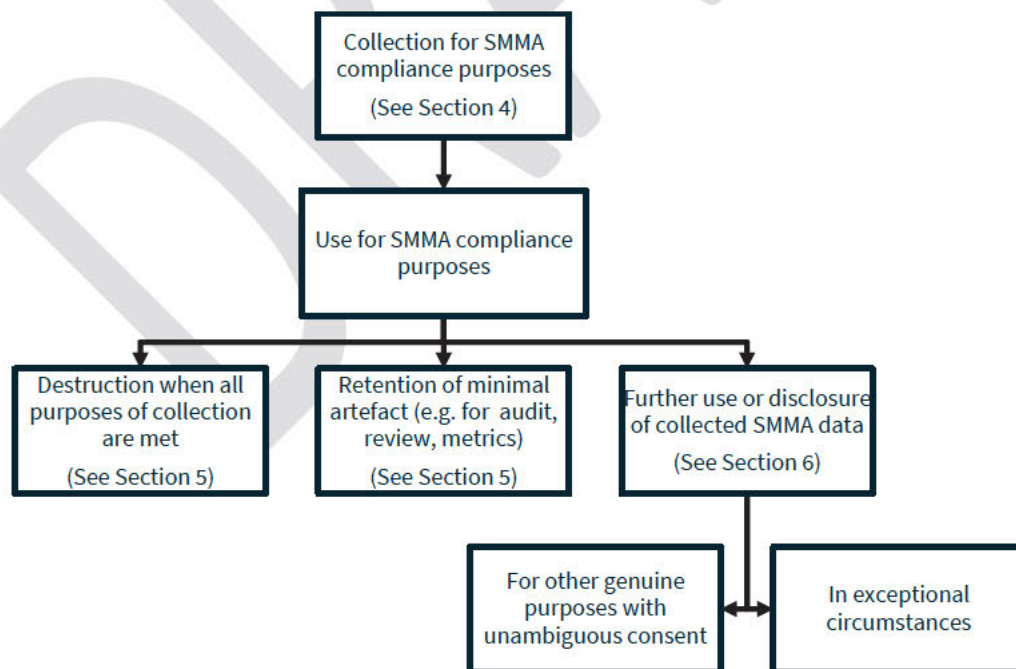 Collection for SMMA
compliance purposes
(See Section 4)
Use for SMMA compliance
purposes
Destruction when all
purposes of collection
are met
(See Section 5)
Retention of minimal
artefact (e.g. for audit,
review, metrics)
(See Section 5)
Further use or disclosure
of collected SMMA data
(See Section 6)
For other genuine
purposes with
unambiguous consent
In exceptional
circumstances